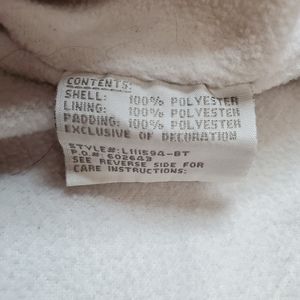 CONTENTS:
SHELL: 100% POLYESTER
LINING: 100% POLYESTER
PADDING: 100% POLYESTER
EXCLUSIVE OF DECORATION
STYLE#: L111594-BT
P.O.#: 602643
SEE REVERSE SIDE FOR
CARE INSTRUCTIONS: